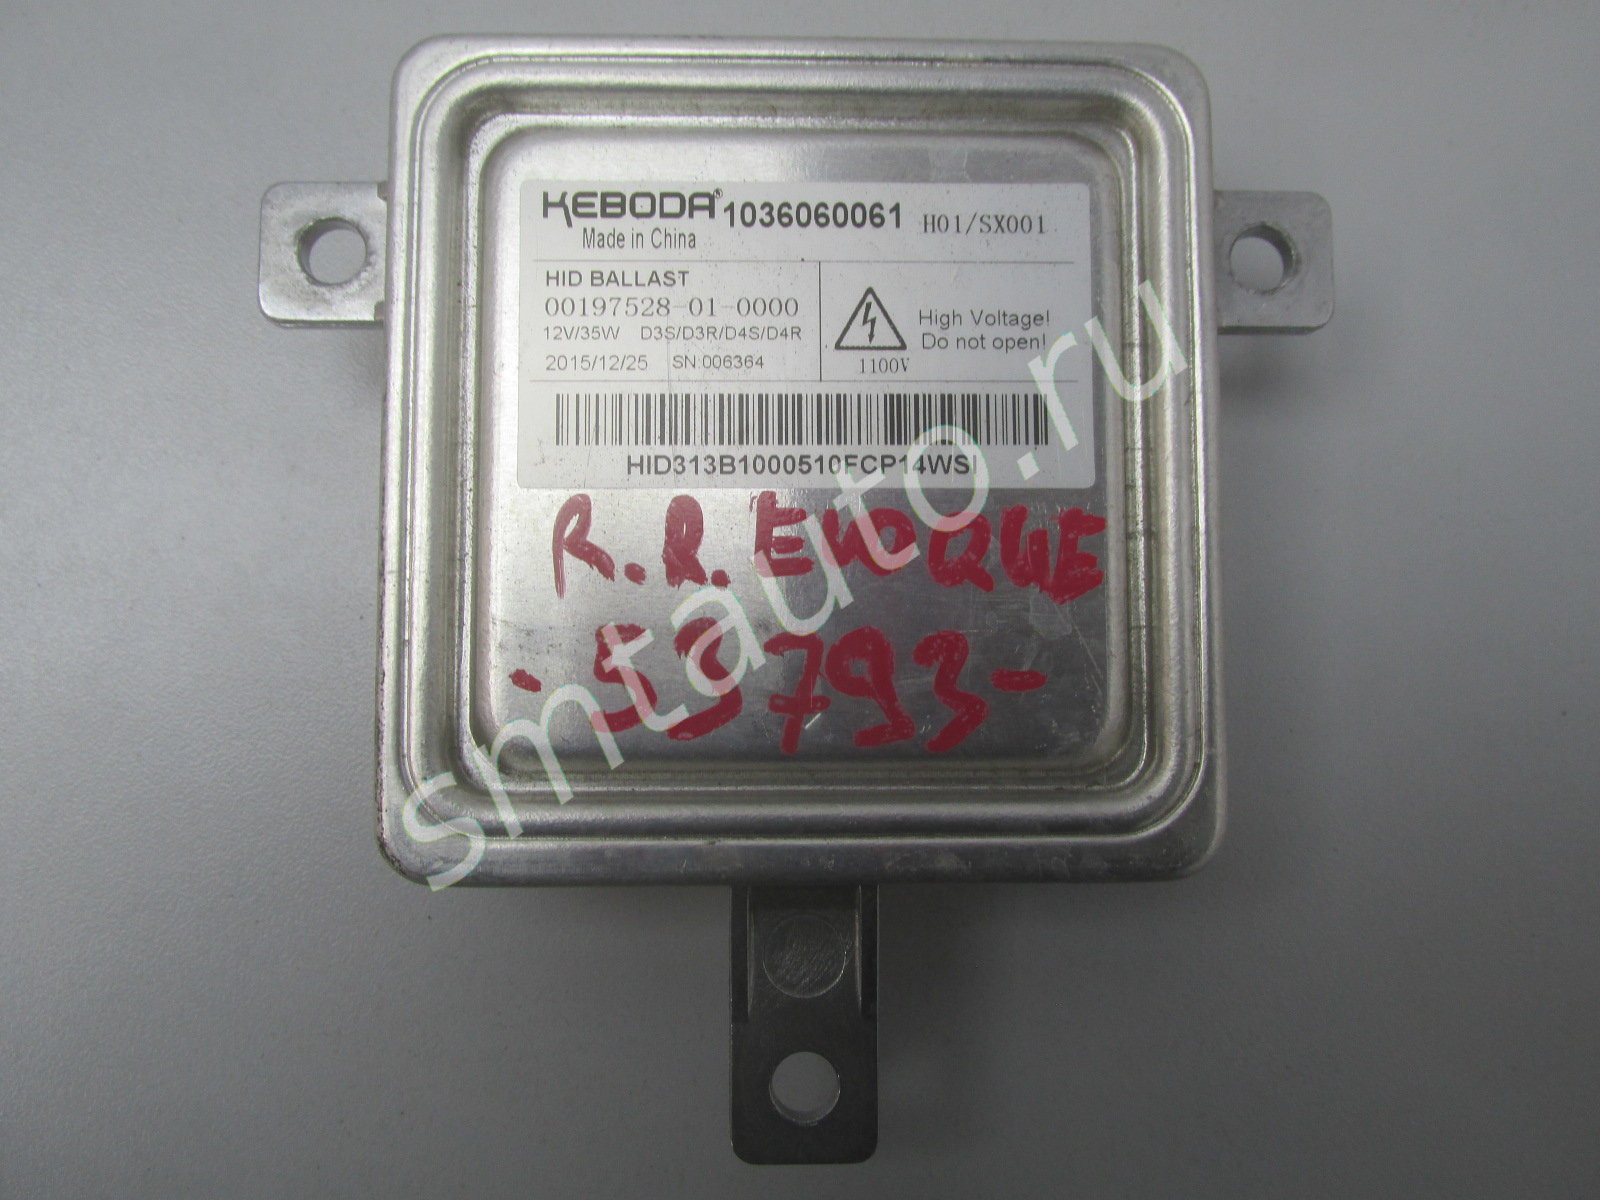 KEBODA® 1036060061 H01/SX001
Made in China
HID BALLAST
00197528-01-0000
12V/35W D3S/D3R/D4S/D4R
2015/12/25 SN:006364
High Voltage!
Do not open!
1100V
HID313B1000510FCP14WSI
R.R. EVOQUE
-53793-
smtauto.ru